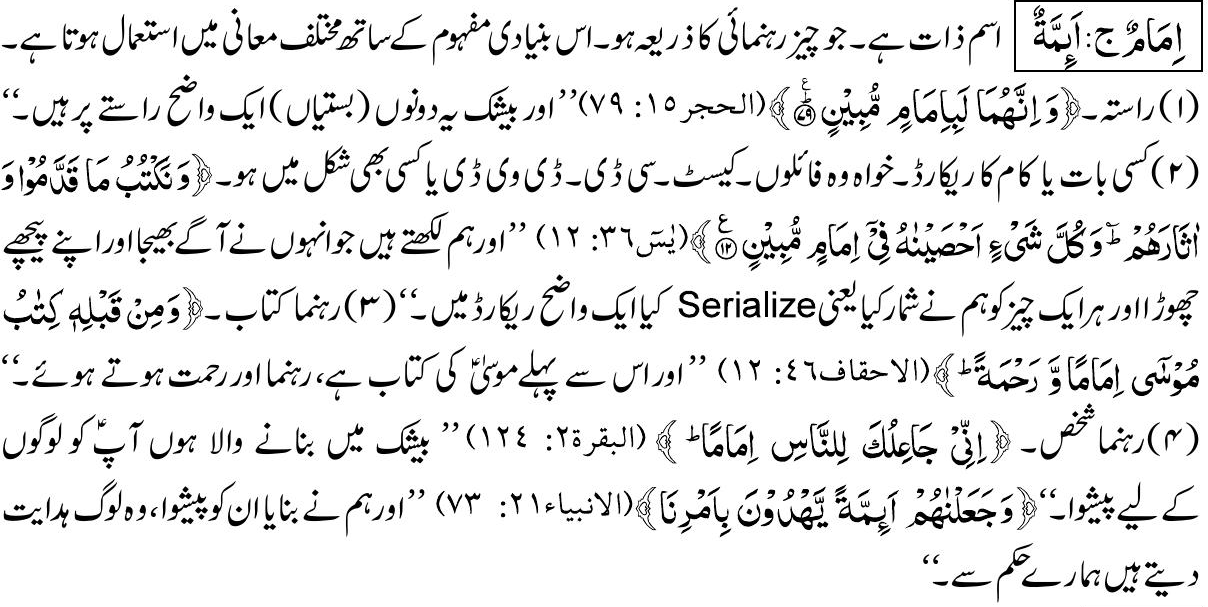 اِمَامٌ ج: اَئِمَّةٌ اسم ذات ہے۔ جو چیز رہنمائی کا ذریعہ ہو۔ اس بنیادی مفہوم کے ساتھ مختلف معانی میں استعمال ہوتا ہے۔
(۱) راستہ۔ ﴿وَ اِنَّهُمَا لَبِاِمَامٍ مُّبِيْنٍ ؕ۷۹ ع﴾ (الحجر ۱۵: ۷۹) ’’اور بیشک یہ دونوں (بستیاں) ایک واضح راستے پر ہیں۔‘‘
(۲) کسی بات یا کام کا ریکارڈ۔ خواہ وہ فائلوں۔ کیسٹ۔ سی ڈی۔ ڈی وی ڈی یا کسی بھی شکل میں ہو۔ ﴿وَ نَكْتُبُ مَا قَدَّمُوْا وَ
اٰثَارَهُمْ ؕ وَ كُلَّ شَيْءٍ اَحْصَيْنٰهُ فِيْٓ اِمَامٍ مُّبِيْنٍ ۱۲ ع﴾ (یٰسٓ ۳۶: ۱۲) ’’اور ہم لکھتے ہیں جو انہوں نے آگے بھیجا اور اپنے پیچھے
چھوڑا اور ہر ایک چیز کو ہم نے شمار کیا یعنی Serialize کیا ایک واضح ریکارڈ میں۔‘‘ (۳) رہنما کتاب۔ ﴿وَ مِنْ قَبْلِهٖ كِتٰبُ
مُوْسٰٓى اِمَامًا وَّ رَحْمَةً ؕ﴾ (الاحقاف ۴۶: ۱۲) ’’اور اس سے پہلے موسیٰؑ کی کتاب ہے، رہنما اور رحمت ہوتے ہوئے۔‘‘
(۴) رہنما شخص۔ ﴿اِنِّيْ جَاعِلُكَ لِلنَّاسِ اِمَامًا ؕ﴾ (البقرة ۲: ۱۲۴) ’’بیشک میں بنانے والا ہوں آپؑ کو لوگوں
کے لیے پیشوا۔‘‘ ﴿وَ جَعَلْنٰهُمْ اَئِمَّةً يَّهْدُوْنَ بِاَمْرِنَا﴾ (الانبیاء ۲۱: ۷۳) ’’اور ہم نے بنایا ان کو پیشوا، وہ لوگ ہدایت
دیتے ہیں ہمارے حکم سے۔‘‘